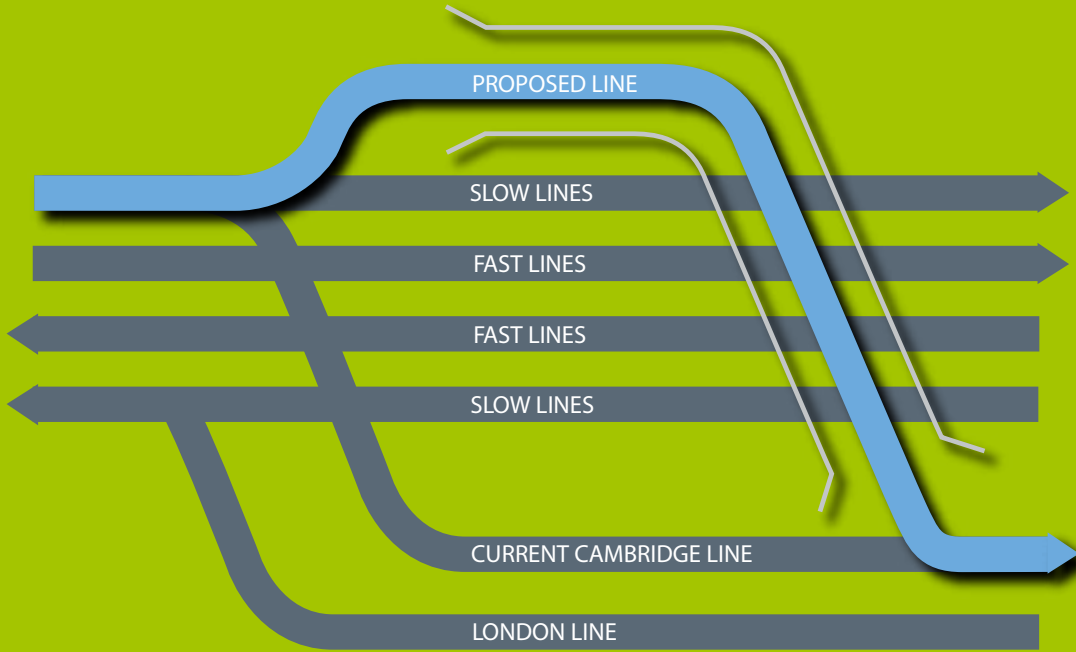 PROPOSED LINE
SLOW LINES
FAST LINES
FAST LINES
SLOW LINES
CURRENT CAMBRIDGE LINE
LONDON LINE